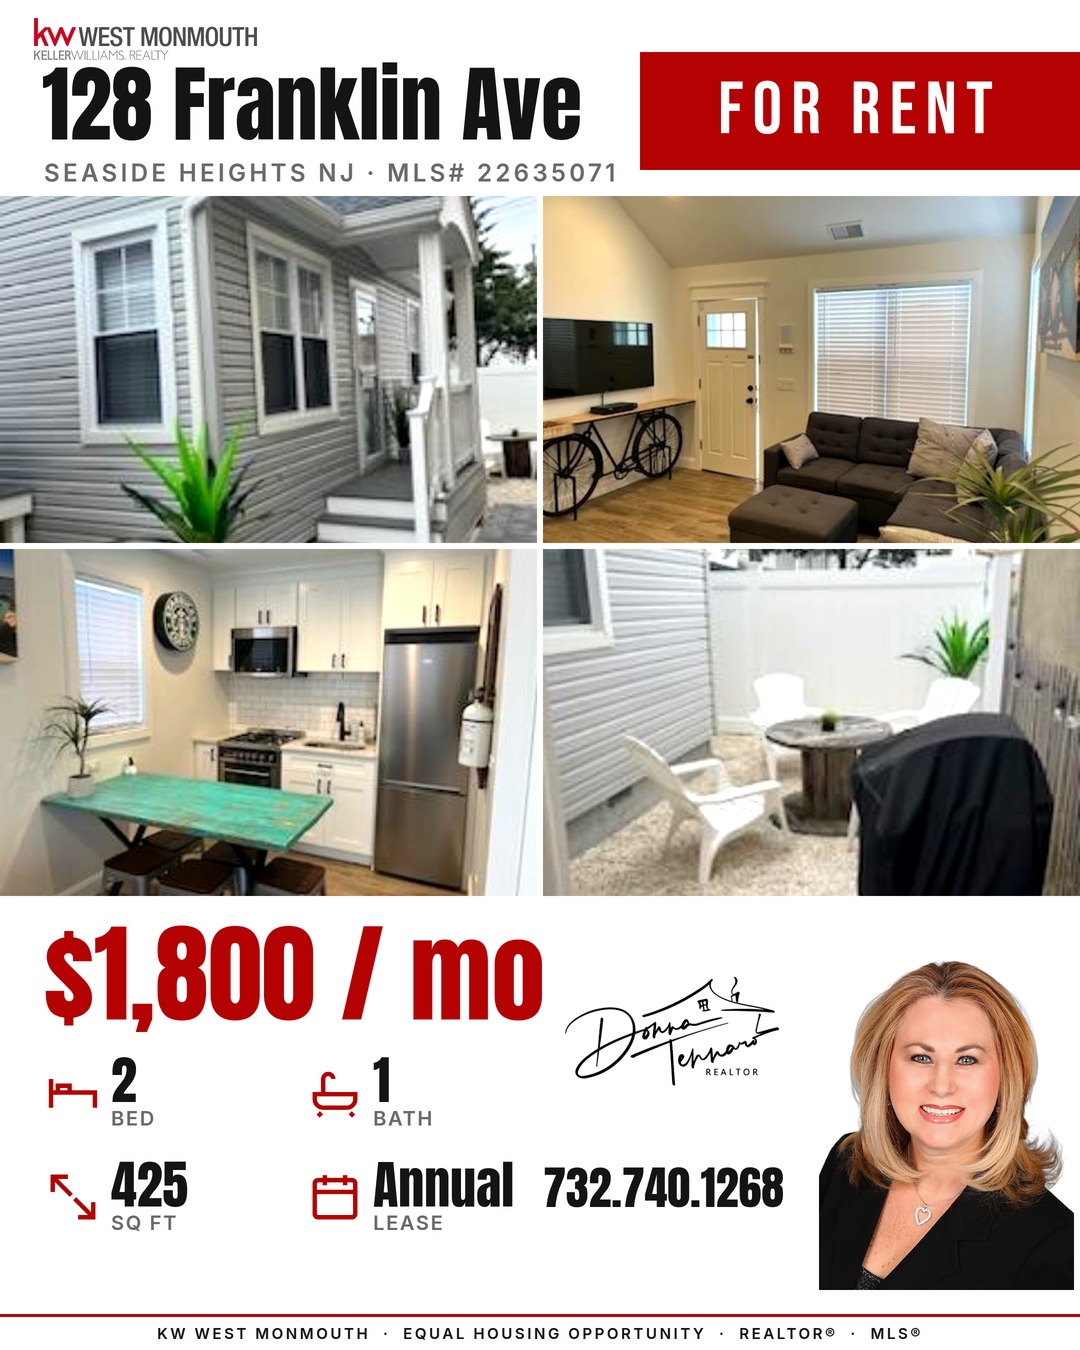 kw WEST MONMOUTH
KELLERWILLIAMS. REALTY
128 Franklin Ave
FOR RENT
SEASIDE HEIGHTS NJ · MLS# 22635071
$1,800 / mo
Donna
Tennaro
REALTOR
2
BED
1
BATH
425
SQ FT
Annual
LEASE
732.740.1268
KW WEST MONMOUTH · EQUAL HOUSING OPPORTUNITY · REALTOR® · MLS®